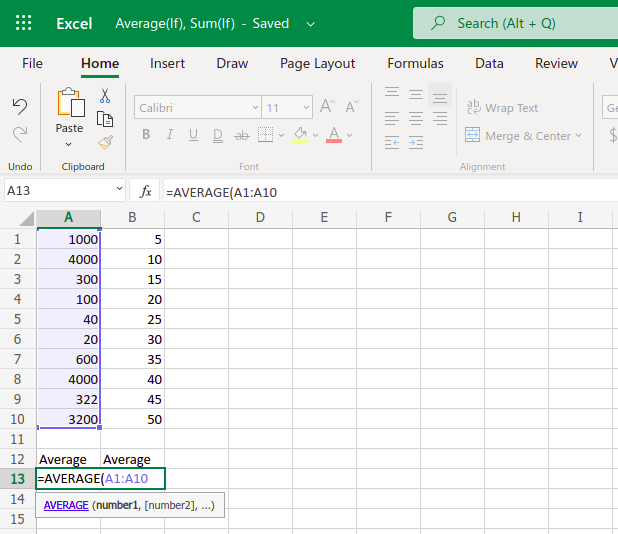 Excel Average(If), Sum(If) - Saved Search (Alt + Q)
File Home Insert Draw Page Layout Formulas Data Review V
Calibri 11 A A ab Wrap Text Ge
Paste B I U D ab A Merge & Center $
Undo Clipboard Font Alignment
A13 fx =AVERAGE(A1:A10
A B C D E F G H I
1 1000 5
2 4000 10
3 300 15
4 100 20
5 40 25
6 20 30
7 600 35
8 4000 40
9 322 45
10 3200 50
11
12 Average Average
13 =AVERAGE(A1:A10
14 AVERAGE (number1, [number2], ...)
15